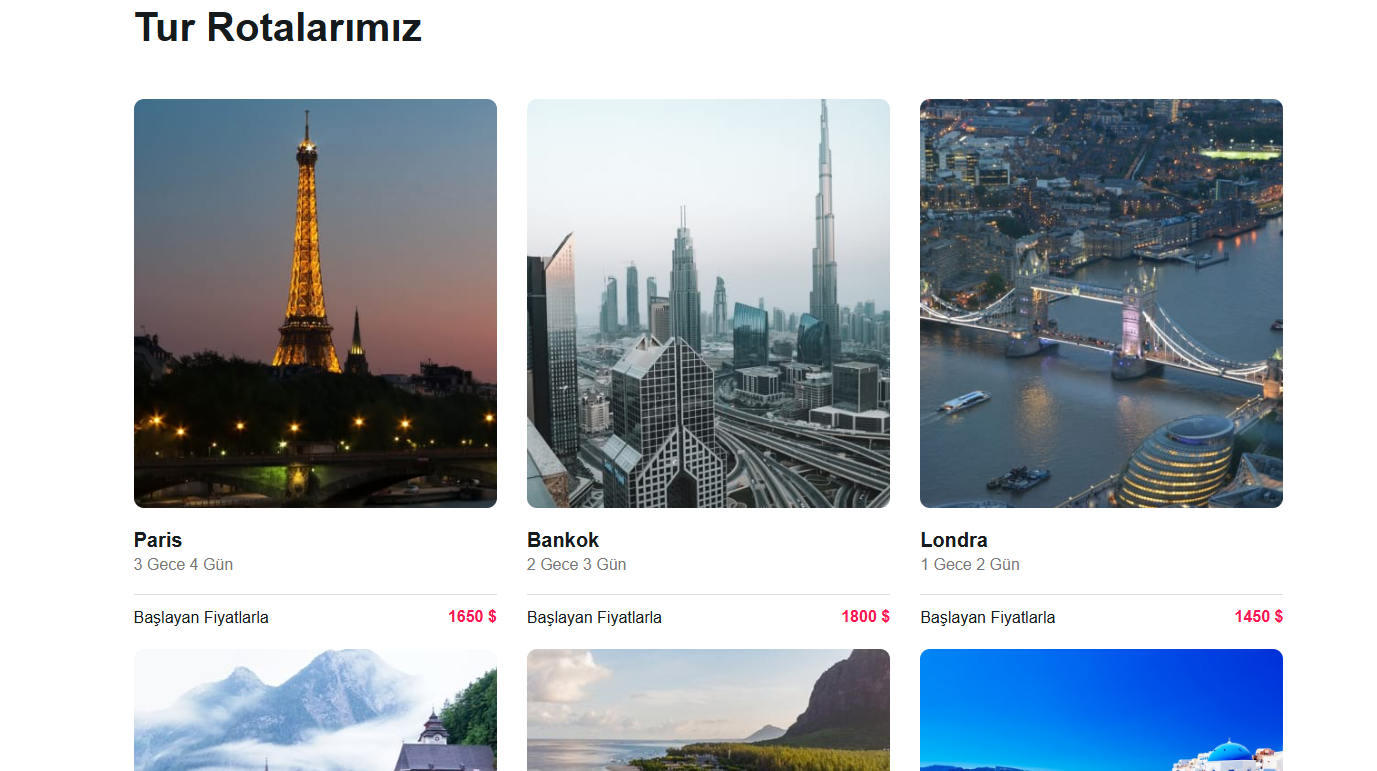 Tur Rotalarımız
Paris
3 Gece 4 Gün
Başlayan Fiyatlarla
1650 $
Bankok
2 Gece 3 Gün
Başlayan Fiyatlarla
1800 $
Londra
1 Gece 2 Gün
Başlayan Fiyatlarla
1450 $